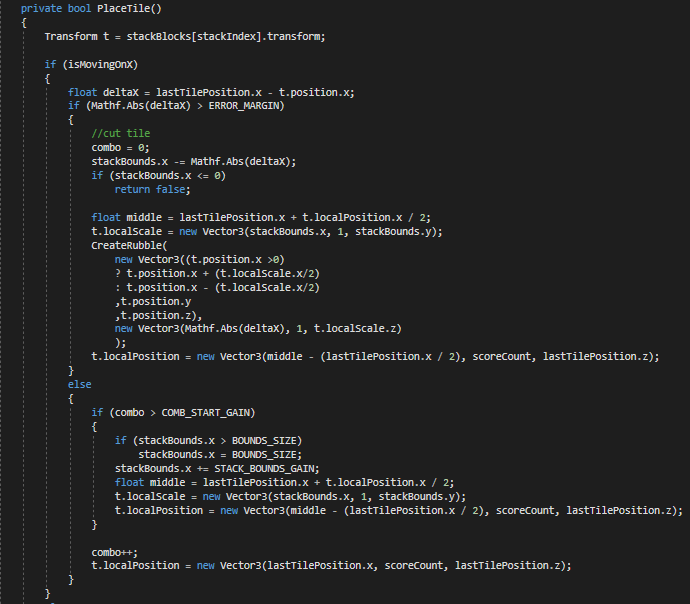 private bool PlaceTile()
{
Transform t = stackBlocks[stackIndex].transform;
if (isMovingOnX)
{
float deltaX = lastTilePosition.x - t.position.x;
if (Mathf.Abs(deltaX) > ERROR_MARGIN)
{
//cut tile
combo = 0;
stackBounds.x -= Mathf.Abs(deltaX);
if (stackBounds.x <= 0)
return false;
float middle = lastTilePosition.x + t.localPosition.x / 2;
t.localScale = new Vector3(stackBounds.x, 1, stackBounds.y);
CreateRubble(
new Vector3((t.position.x >0)
? t.position.x + (t.localScale.x/2)
: t.position.x - (t.localScale.x/2)
,t.position.y
,t.position.z),
new Vector3(Mathf.Abs(deltaX), 1, t.localScale.z)
);
t.localPosition = new Vector3(middle - (lastTilePosition.x / 2), scoreCount, lastTilePosition.z);
}
else
{
if (combo > COMB_START_GAIN)
{
if (stackBounds.x > BOUNDS_SIZE)
stackBounds.x = BOUNDS_SIZE;
stackBounds.x += STACK_BOUNDS_GAIN;
float middle = lastTilePosition.x + t.localPosition.x / 2;
t.localScale = new Vector3(stackBounds.x, 1, stackBounds.y);
t.localPosition = new Vector3(middle - (lastTilePosition.x / 2), scoreCount, lastTilePosition.z);
}
combo++;
t.localPosition = new Vector3(lastTilePosition.x, scoreCount, lastTilePosition.z);
}
}